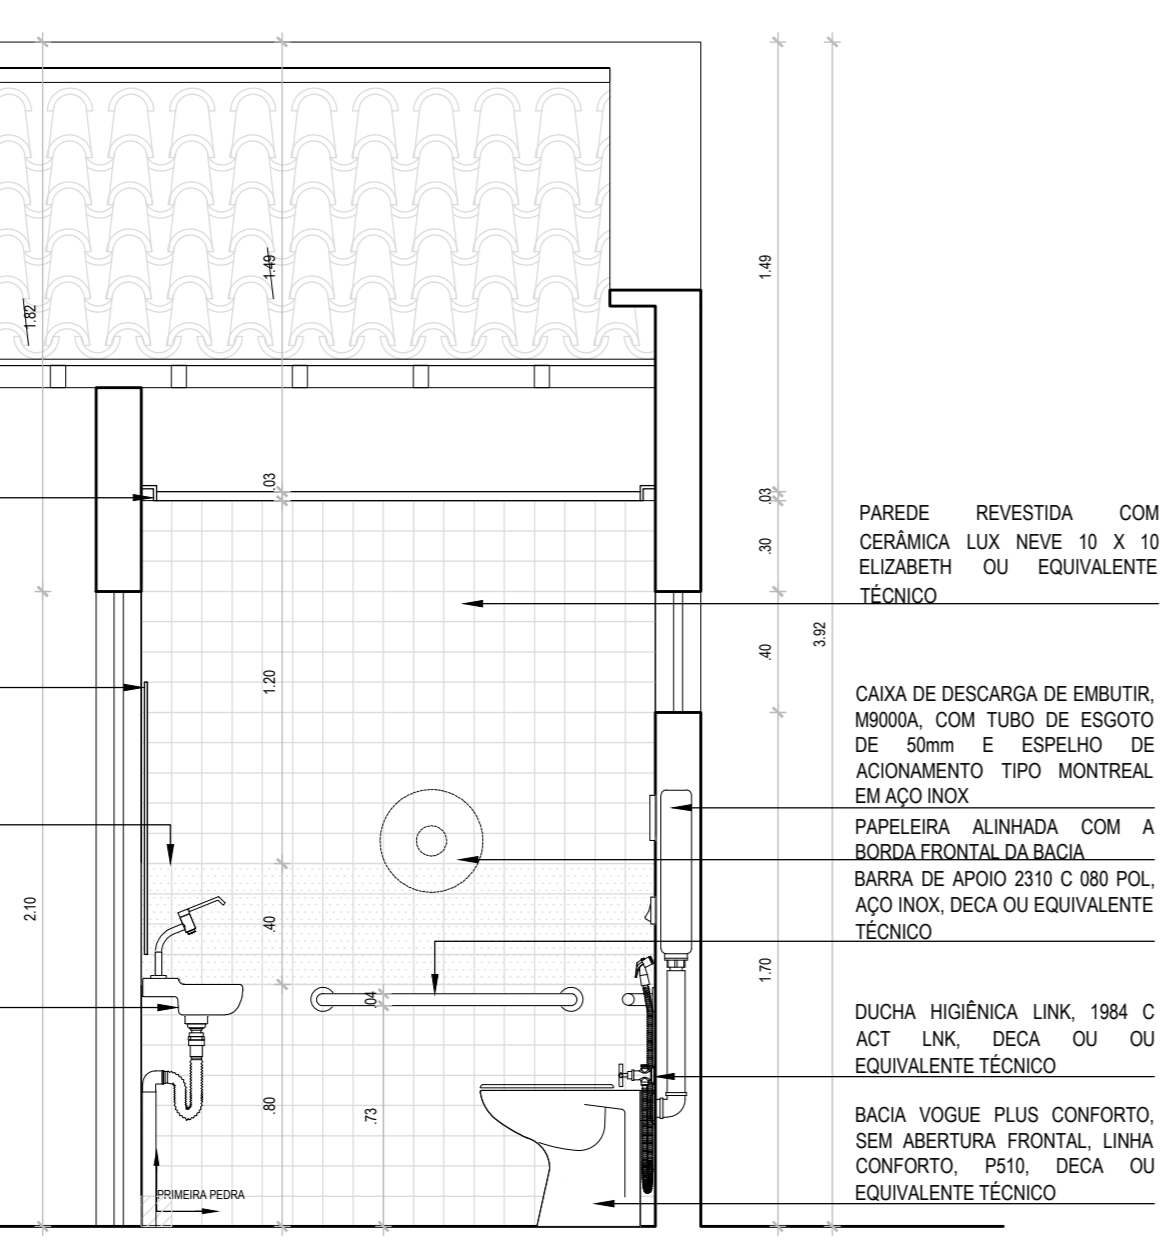 1.49
1.49
1.82
.03
.03
.30
PAREDE REVESTIDA COM
CERÂMICA LUX NEVE 10 X 10
ELIZABETH OU EQUIVALENTE
TÉCNICO
.40
3.92
1.20
CAIXA DE DESCARGA DE EMBUTIR,
M9000A, COM TUBO DE ESGOTO
DE 50mm E ESPELHO DE
ACIONAMENTO TIPO MONTREAL
EM AÇO INOX
PAPELEIRA ALINHADA COM A
BORDA FRONTAL DA BACIA
BARRA DE APOIO 2310 C 080 POL,
AÇO INOX, DECA OU EQUIVALENTE
TÉCNICO
2.10
.40
1.70
.04
DUCHA HIGIÊNICA LINK, 1984 C
ACT LNK, DECA OU OU
EQUIVALENTE TÉCNICO
.80
.73
BACIA VOGUE PLUS CONFORTO,
SEM ABERTURA FRONTAL, LINHA
CONFORTO, P510, DECA OU
EQUIVALENTE TÉCNICO
PRIMEIRA PEDRA